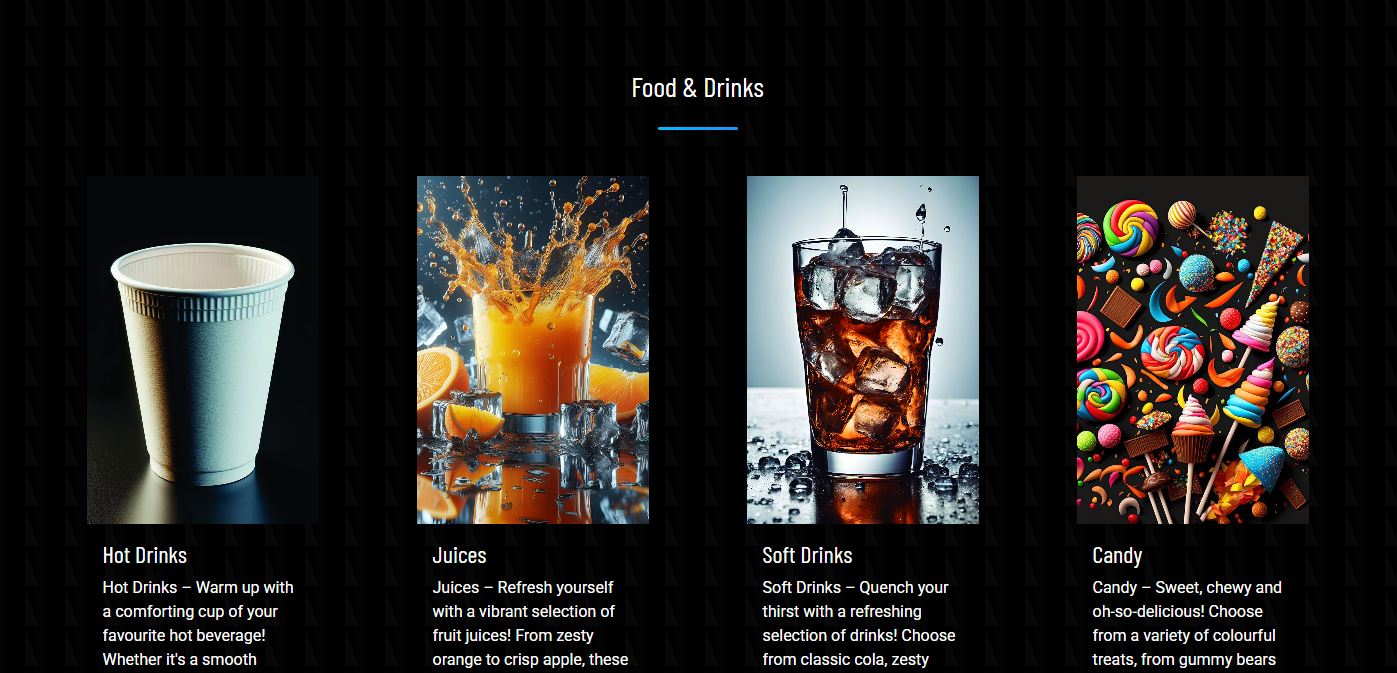 Food & Drinks
Hot Drinks
Hot Drinks – Warm up with
a comforting cup of your
favourite hot beverage!
Whether it's a smooth
Juices
Juices – Refresh yourself
with a vibrant selection of
fruit juices! From zesty
orange to crisp apple, these
Soft Drinks
Soft Drinks – Quench your
thirst with a refreshing
selection of drinks! Choose
from classic cola, zesty
Candy
Candy – Sweet, chewy and
oh-so-delicious! Choose
from a variety of colourful
treats, from gummy bears